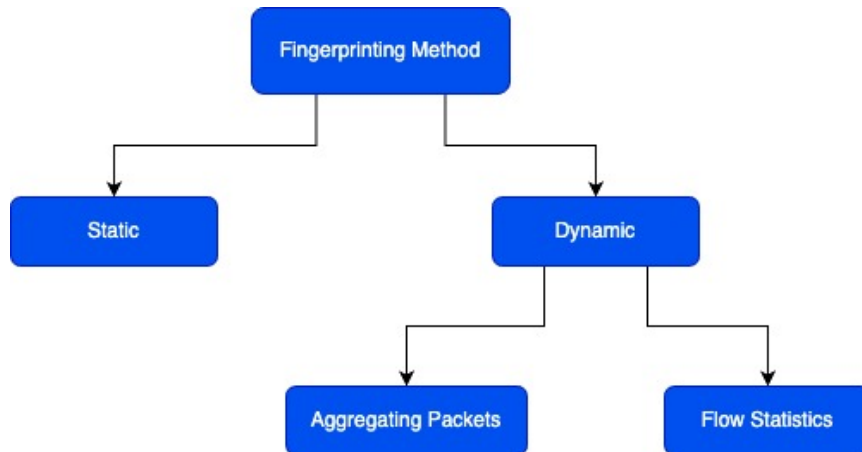 Fingerprinting Method
Static
Dynamic
Aggregating Packets
Flow Statistics